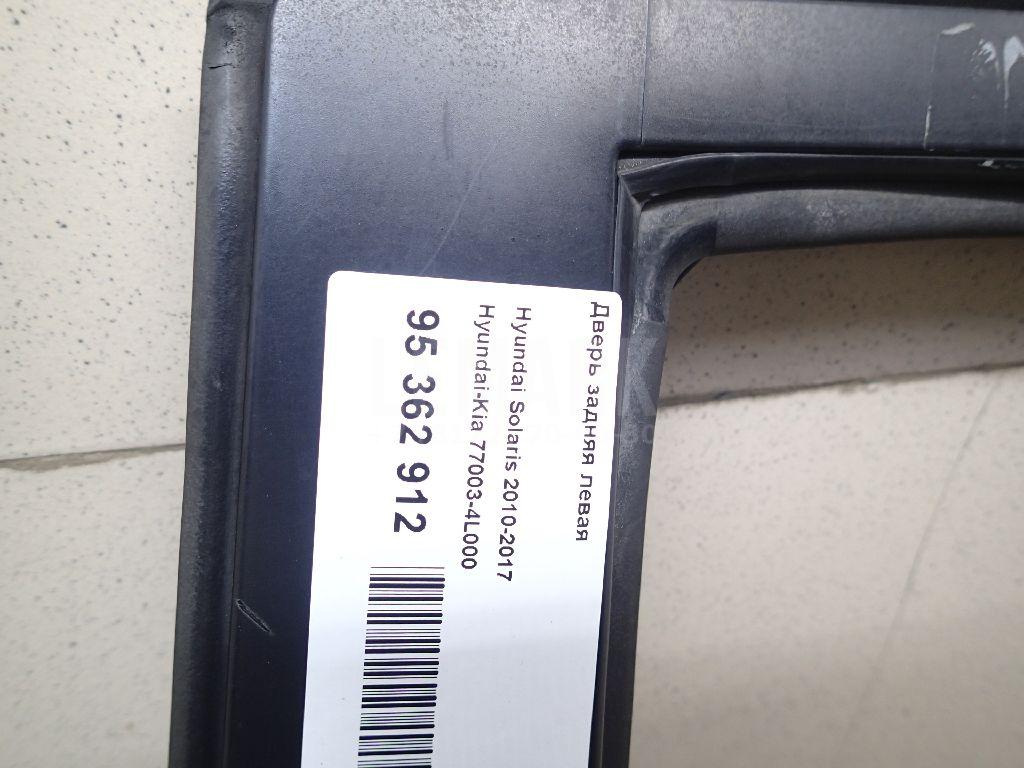 Дверь задняя левая
Hyundai Solaris 2010-2017
Hyundai-Kia 77003-4L000
95 362 912